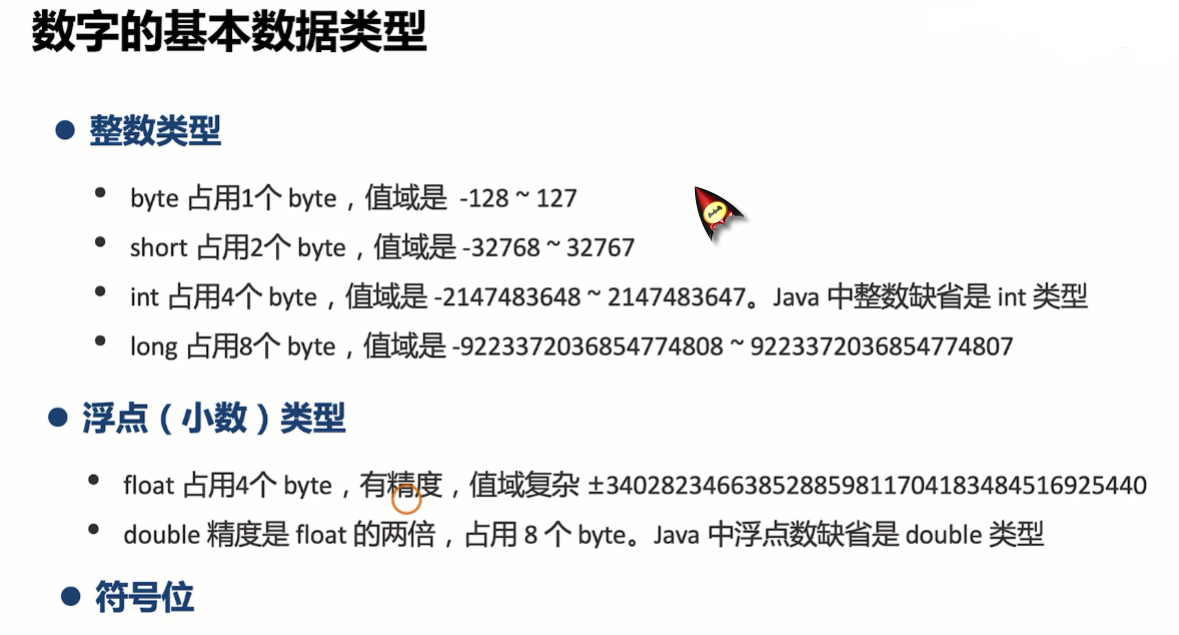 数字的基本数据类型
● 整数类型
• byte 占用1个 byte，值域是 -128 ~ 127
• short 占用2个 byte，值域是 -32768 ~ 32767
• int 占用4个 byte，值域是 -2147483648 ~ 2147483647。Java 中整数缺省是 int 类型
• long 占用8个 byte，值域是 -9223372036854774808 ~ 9223372036854774807
● 浮点（小数）类型
• float 占用4个 byte，有精度，值域复杂 ±340282346638528859811704183484516925440
• double 精度是 float 的两倍，占用 8 个 byte。Java 中浮点数缺省是 double 类型
● 符号位